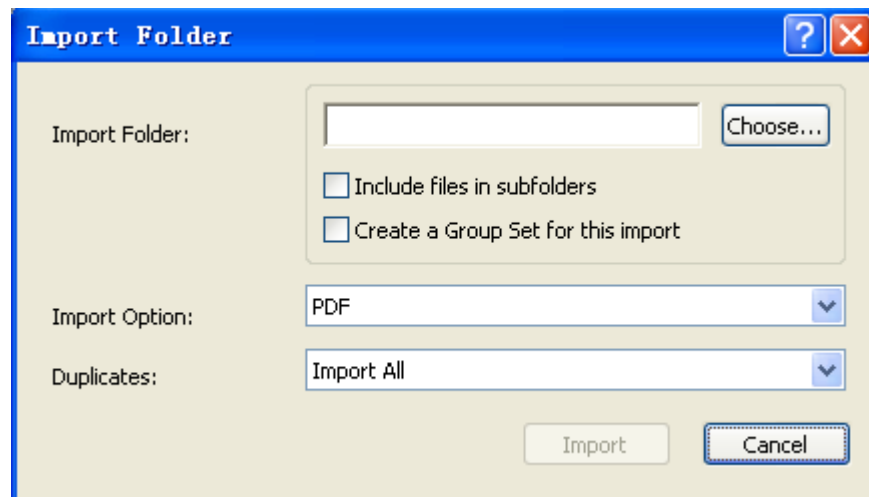 Import Folder
Import Folder:
Choose...
Include files in subfolders
Create a Group Set for this import
Import Option:
PDF
Duplicates:
Import All
Import
Cancel